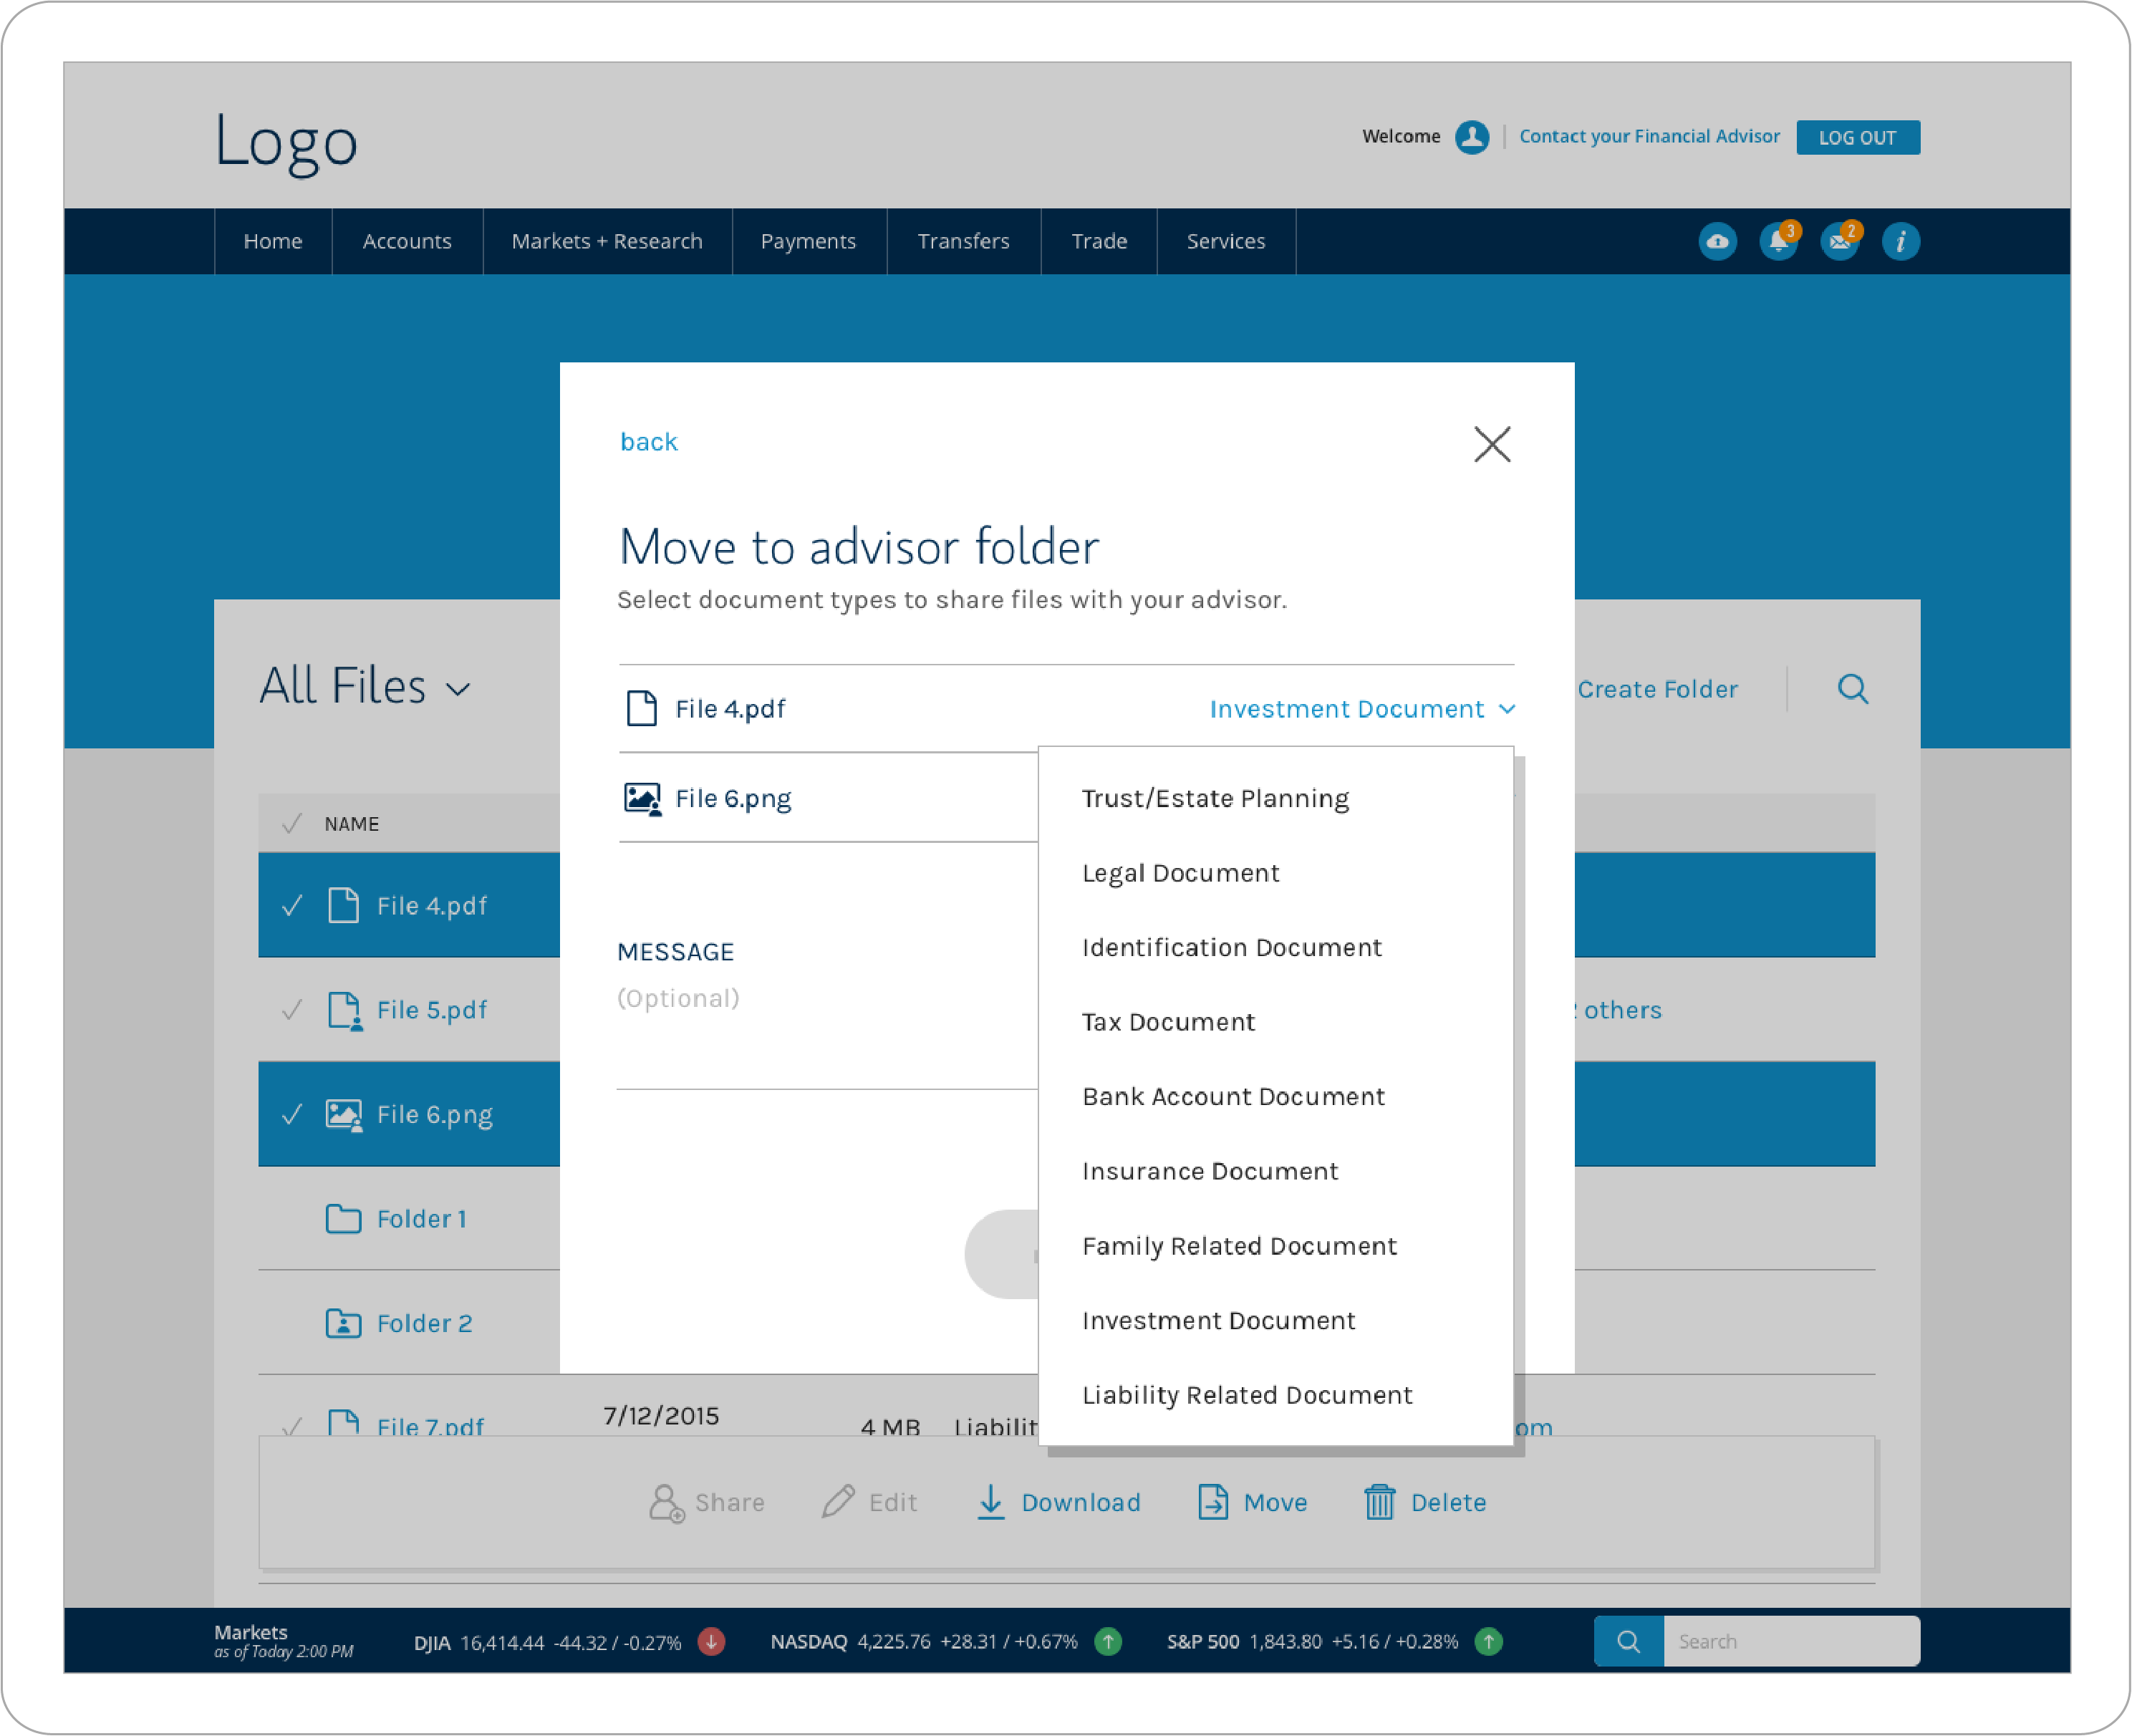 Logo
Welcome
Contact your Financial Advisor
LOG OUT
Home
Accounts
Markets + Research
Payments
Transfers
Trade
Services
3
2
i
back
Move to advisor folder
Select document types to share files with your advisor.
File 4.pdf
Investment Document
File 6.png
Trust/Estate Planning
Legal Document
Identification Document
Tax Document
Bank Account Document
Insurance Document
Family Related Document
Investment Document
Liability Related Document
MESSAGE
(Optional)
All Files
Create Folder
NAME
File 4.pdf
File 5.pdf
others
File 6.png
Folder 1
Folder 2
File 7.pdf
7/12/2015
4 MB
Share
Edit
Download
Move
Delete
Markets
as of Today 2:00 PM
DJIA 16,414.44 -44.32 / -0.27%
NASDAQ 4,225.76 +28.31 / +0.67%
S&P 500 1,843.80 +5.16 / +0.28%
Search